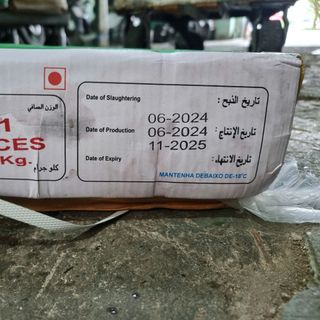 الوزن الصافي
1
CES
Kg.
كلو جرام
Date of Slaughtering
تاريخ الذبح :
06-2024
Date of Production
06-2024
تاريخ الإنتاج :
Date of Expiry
11-2025
تاريخ الانتهاء :
MANTENHA DEBAIXO DE-18°C